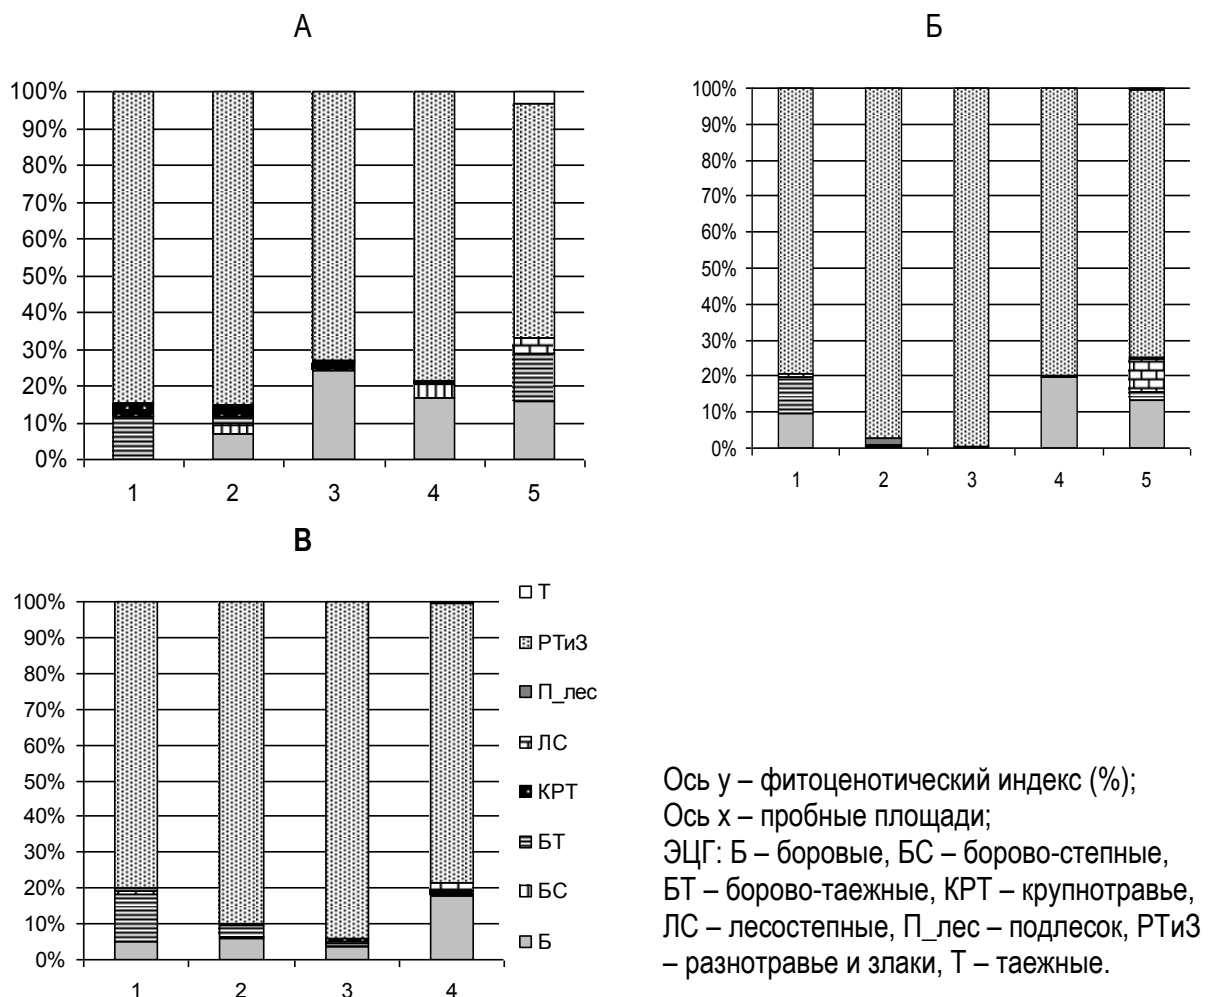 А
100%
90%
80%
70%
60%
50%
40%
30%
20%
10%
0%
1 2 3 4 5
Б
100%
90%
80%
70%
60%
50%
40%
30%
20%
10%
0%
1 2 3 4 5
В
100%
90%
80%
70%
60%
50%
40%
30%
20%
10%
0%
1 2 3 4
Т
РТиЗ
П_лес
ЛС
КРТ
БТ
БС
Б
Ось y – фитоценотический индекс (%);
Ось x – пробные площади;
ЭЦГ: Б – боровые, БС – борово-степные,
БТ – борово-таежные, КРТ – крупнотравье,
ЛС – лесостепные, П_лес – подлесок, РТиЗ
– разнотравье и злаки, Т – таежные.